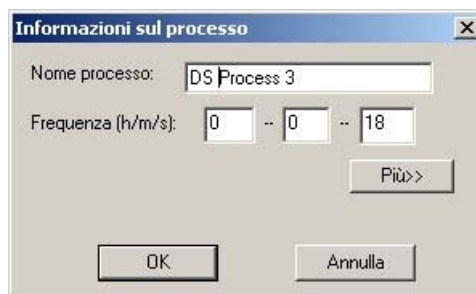 Informazioni sul processo
Nome processo: DS Process 3
Frequenza (h/m/s): 0 -- 0 -- 18
Più>>
OK Annulla